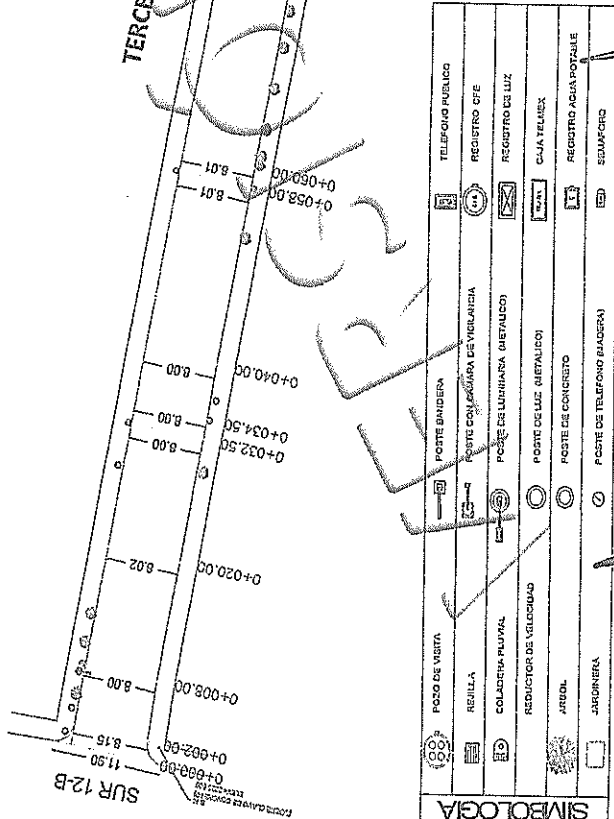 TERCE
8.01
8.01
0+060.00
0+058.00
8.00
0+040.00
8.00
0+034.50
8.00
0+032.50
8.02
0+020.00
8.00
0+008.00
8.15
0+002.00
11.90
0+000.00
SUR 12-B
SIMBOLOGIA
POZO DE VISITA
REJILLA
COLADERA PLUVIAL
REDUCTOR DE VELOCIDAD
ARBOL
JARDINERA
POSTE BANDERA
POSTE CON CAMARA DE VIGILANCIA
POSTE DE LUMINARIA (METALICO)
POSTE DE LUZ (METALICO)
POSTE DE CONCRETO
POSTE DE TELEFONO (MADERA)
TELEFONO PUBLICO
REGISTRO CFE
REGISTRO DE LUZ
CAJA TELMEX
REGISTRO AGUA POTABLE
SEMAFORO